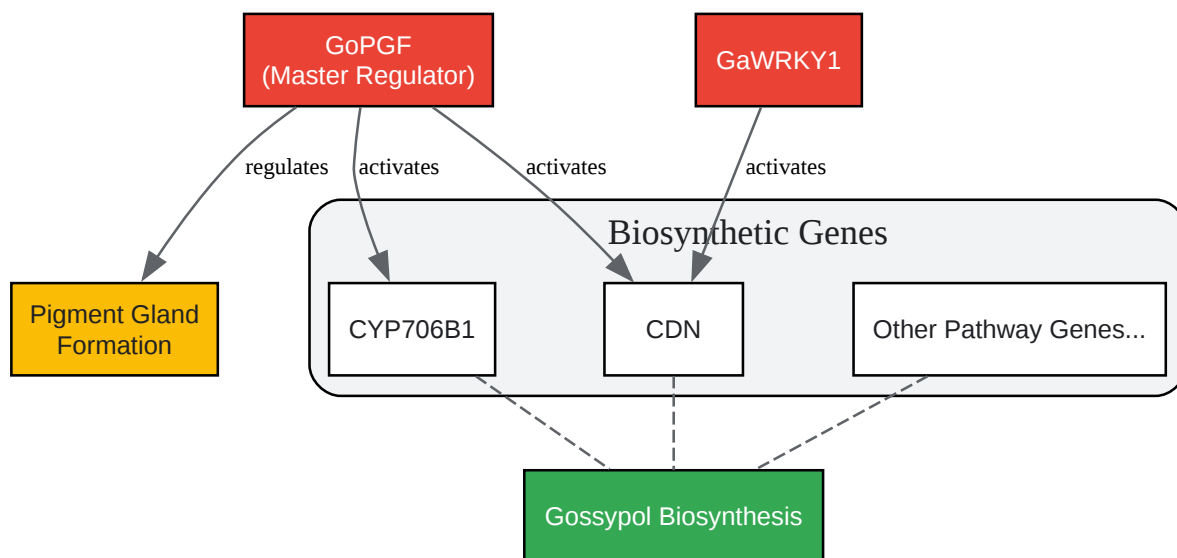 GoPGF
(Master Regulator)
GaWRKY1
regulates
activates
activates
activates
Biosynthetic Genes
Pigment Gland
Formation
CYP706B1
CDN
Other Pathway Genes...
Gossypol Biosynthesis